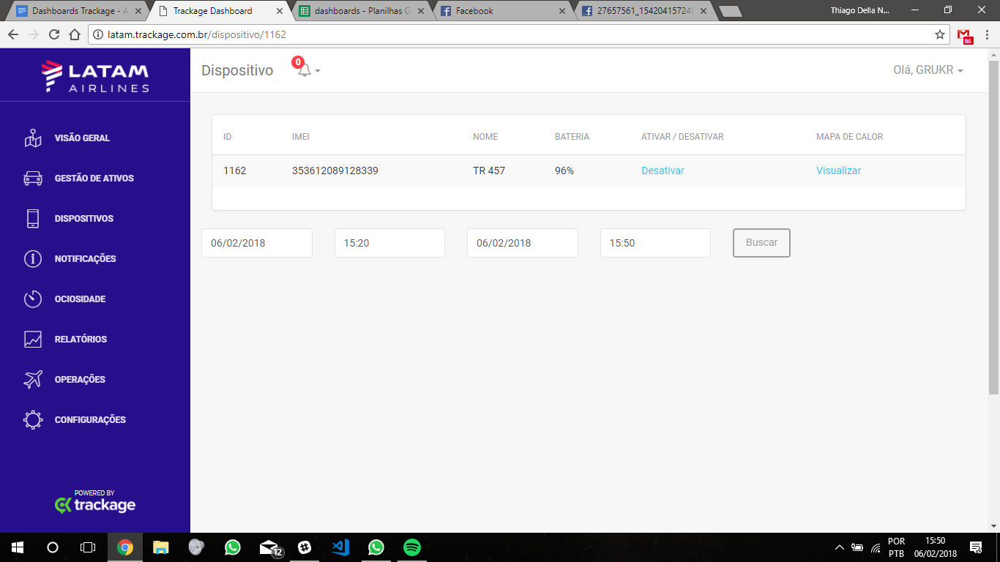 Dashboards Trackage - A
Trackage Dashboard
dashboards - Planilhas G
Facebook
27657561_154204157249
Thiago Della N...
latam.trackage.com.br/dispositivo/1162
86
LATAM
AIRLINES
Dispositivo
0
Olá, GRUKR
VISÃO GERAL
GESTÃO DE ATIVOS
DISPOSITIVOS
NOTIFICAÇÕES
OCIOSIDADE
RELATÓRIOS
OPERAÇÕES
CONFIGURAÇÕES
POWERED BY
trackage
ID IMEI NOME BATERIA ATIVAR / DESATIVAR MAPA DE CALOR
1162 353612089128339 TR 457 96% Desativar Visualizar
06/02/2018 15:20 06/02/2018 15:50 Buscar
12
POR
PTB
15:50
06/02/2018